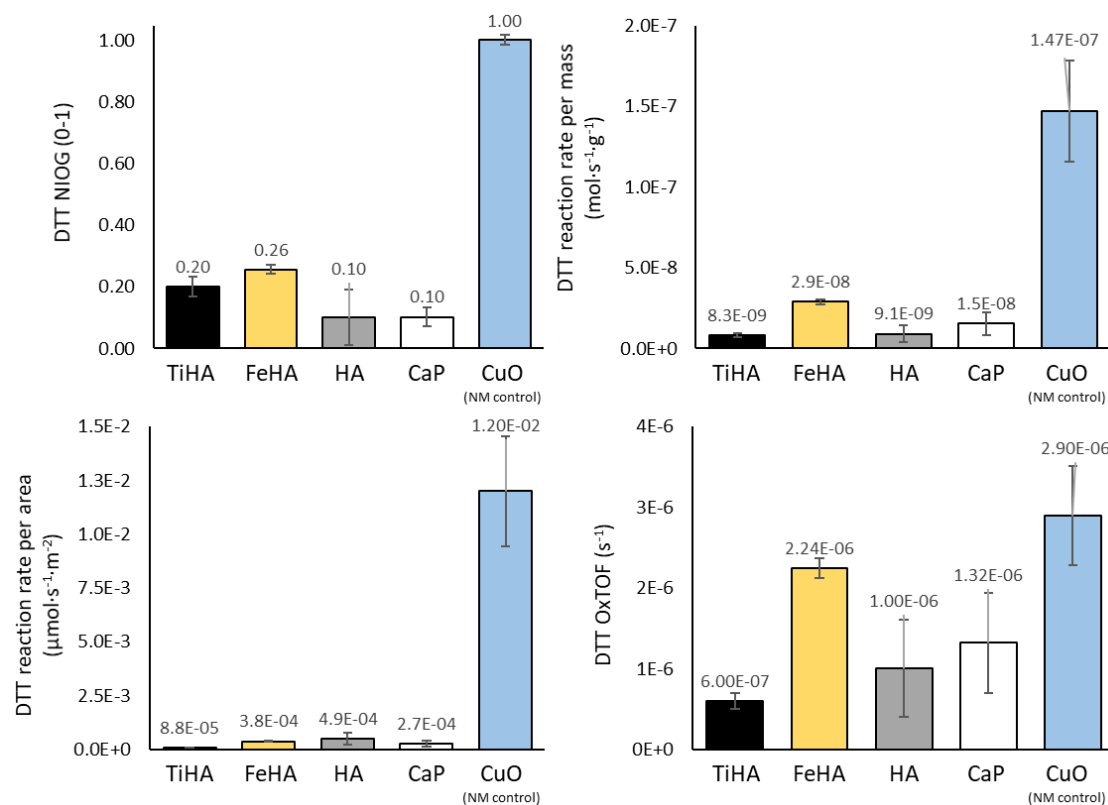 DTT NIOG (0-1)
1.00
0.80
0.60
0.40
0.20
0.00
0.20
0.26
0.10
0.10
1.00
TiHA FeHA HA CaP CuO
(NM control)
DTT reaction rate per mass
(mol·s⁻¹·g⁻¹)
2.0E-7
1.5E-7
1.0E-7
5.0E-8
0.0E+0
8.3E-09
2.9E-08
9.1E-09
1.5E-08
1.47E-07
TiHA FeHA HA CaP CuO
(NM control)
DTT reaction rate per area
(µmol·s⁻¹·m⁻²)
1.5E-2
1.3E-2
1.0E-2
7.5E-3
5.0E-3
2.5E-3
0.0E+0
8.8E-05
3.8E-04
4.9E-04
2.7E-04
1.20E-02
TiHA FeHA HA CaP CuO
(NM control)
DTT OxTOF (s⁻¹)
4E-6
3E-6
2E-6
1E-6
0E+0
6.00E-07
2.24E-06
1.00E-06
1.32E-06
2.90E-06
TiHA FeHA HA CaP CuO
(NM control)